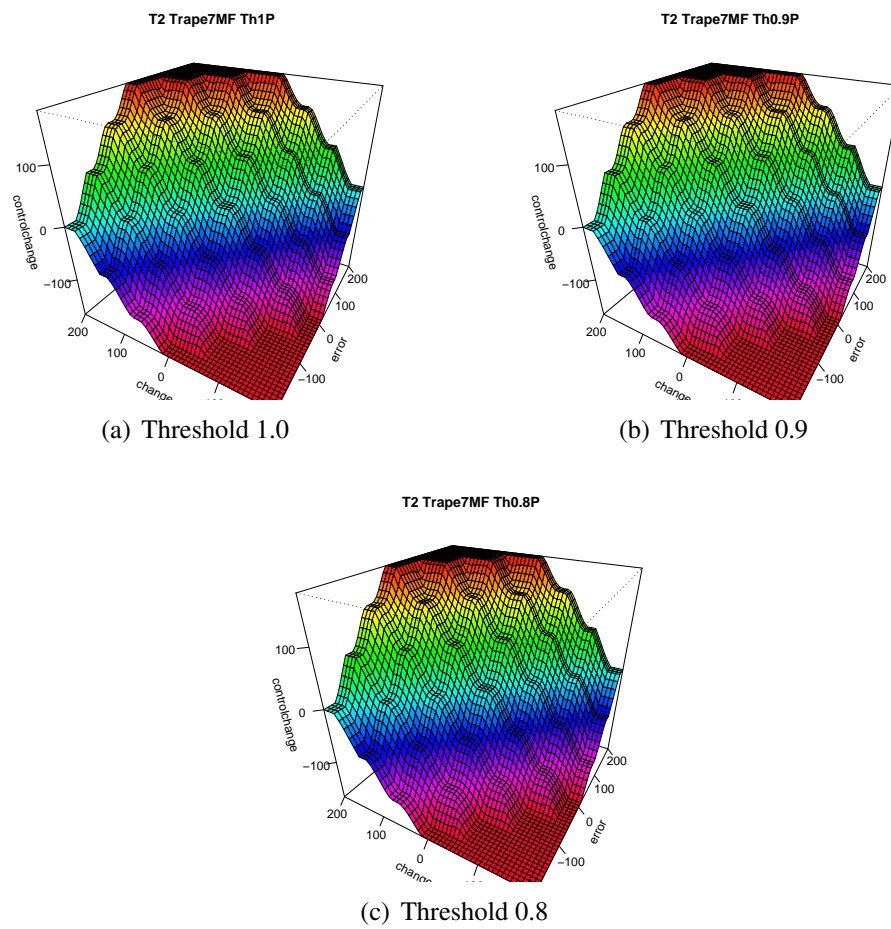 T2 Trape7MF Th1P
T2 Trape7MF Th0.9P
100
0
−100
controlchange
200
100
0
change
200
100
0
−100
error
100
0
−100
controlchange
200
100
0
change
200
100
0
−100
error
(a) Threshold 1.0
(b) Threshold 0.9
T2 Trape7MF Th0.8P
100
0
−100
controlchange
200
100
0
change
200
100
0
−100
error
(c) Threshold 0.8